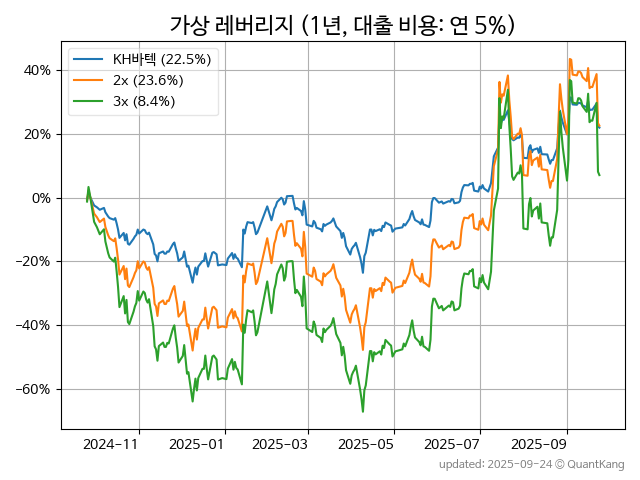 가상 레버리지 (1년, 대출 비용: 연 5%)
KH바텍 (22.5%)
2x (23.6%)
3x (8.4%)
40%
20%
0%
−20%
−40%
−60%
2024-11
2025-01
2025-03
2025-05
2025-07
2025-09
updated: 2025-09-24 © QuantKang